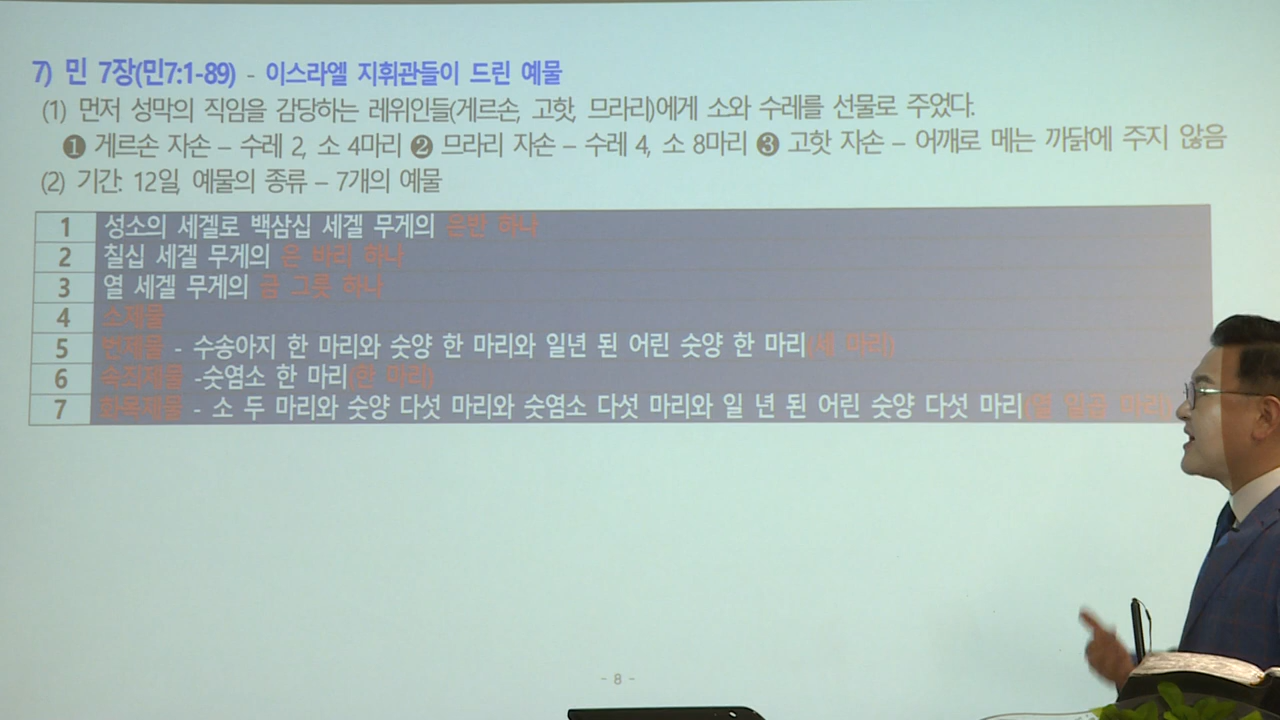 7) 민 7장(민7:1-89) - 이스라엘 지휘관들이 드린 예물
(1) 먼저 성막의 직임을 감당하는 레위인들(게르손, 고핫, 므라리)에게 소와 수레를 선물로 주었다.
❶ 게르손 자손 – 수레 2, 소 4마리 ❷ 므라리 자손 – 수레 4, 소 8마리 ❸ 고핫 자손 – 어깨로 메는 까닭에 주지 않음
(2) 기간: 12일, 예물의 종류 – 7개의 예물
1 성소의 세겔로 백삼십 세겔 무게의 은반 하나
2 칠십 세겔 무게의 은 바리 하나
3 열 세겔 무게의 금 그릇 하나
4 소제물
5 번제물 - 수송아지 한 마리와 숫양 한 마리와 일년 된 어린 숫양 한 마리(세 마리)
6 속죄제물 -숫염소 한 마리(한 마리)
7 화목제물 - 소 두 마리와 숫양 다섯 마리와 숫염소 다섯 마리와 일 년 된 어린 숫양 다섯 마리(열 일곱 마리)
- 8 -